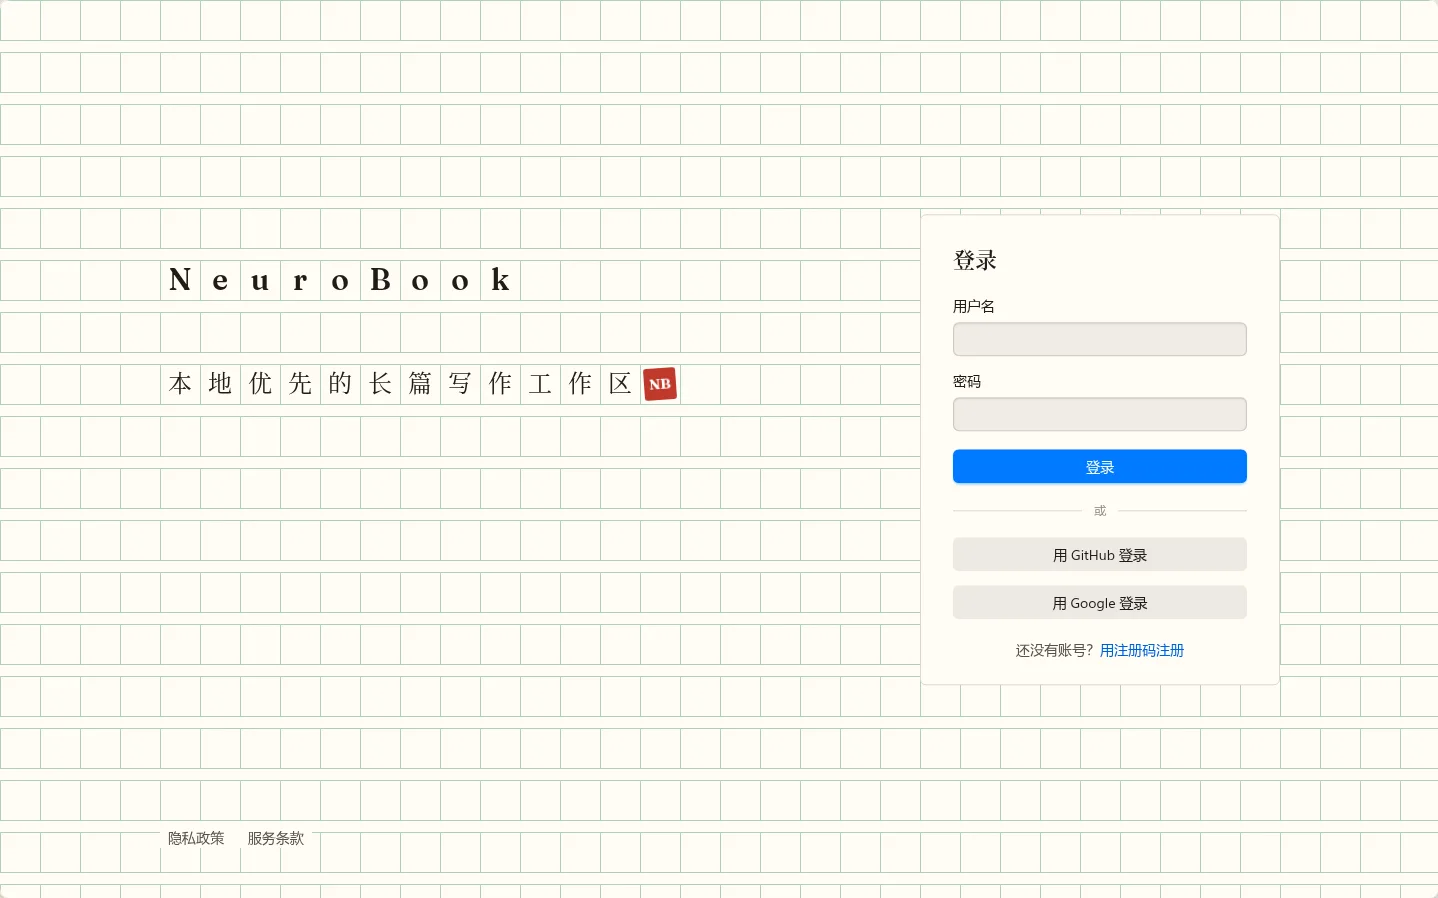 NeuroBook
本地优先的长篇写作工作区 NB
登录
用户名
密码
登录
或
用 GitHub 登录
用 Google 登录
还没有账号？用注册码注册
隐私政策 服务条款